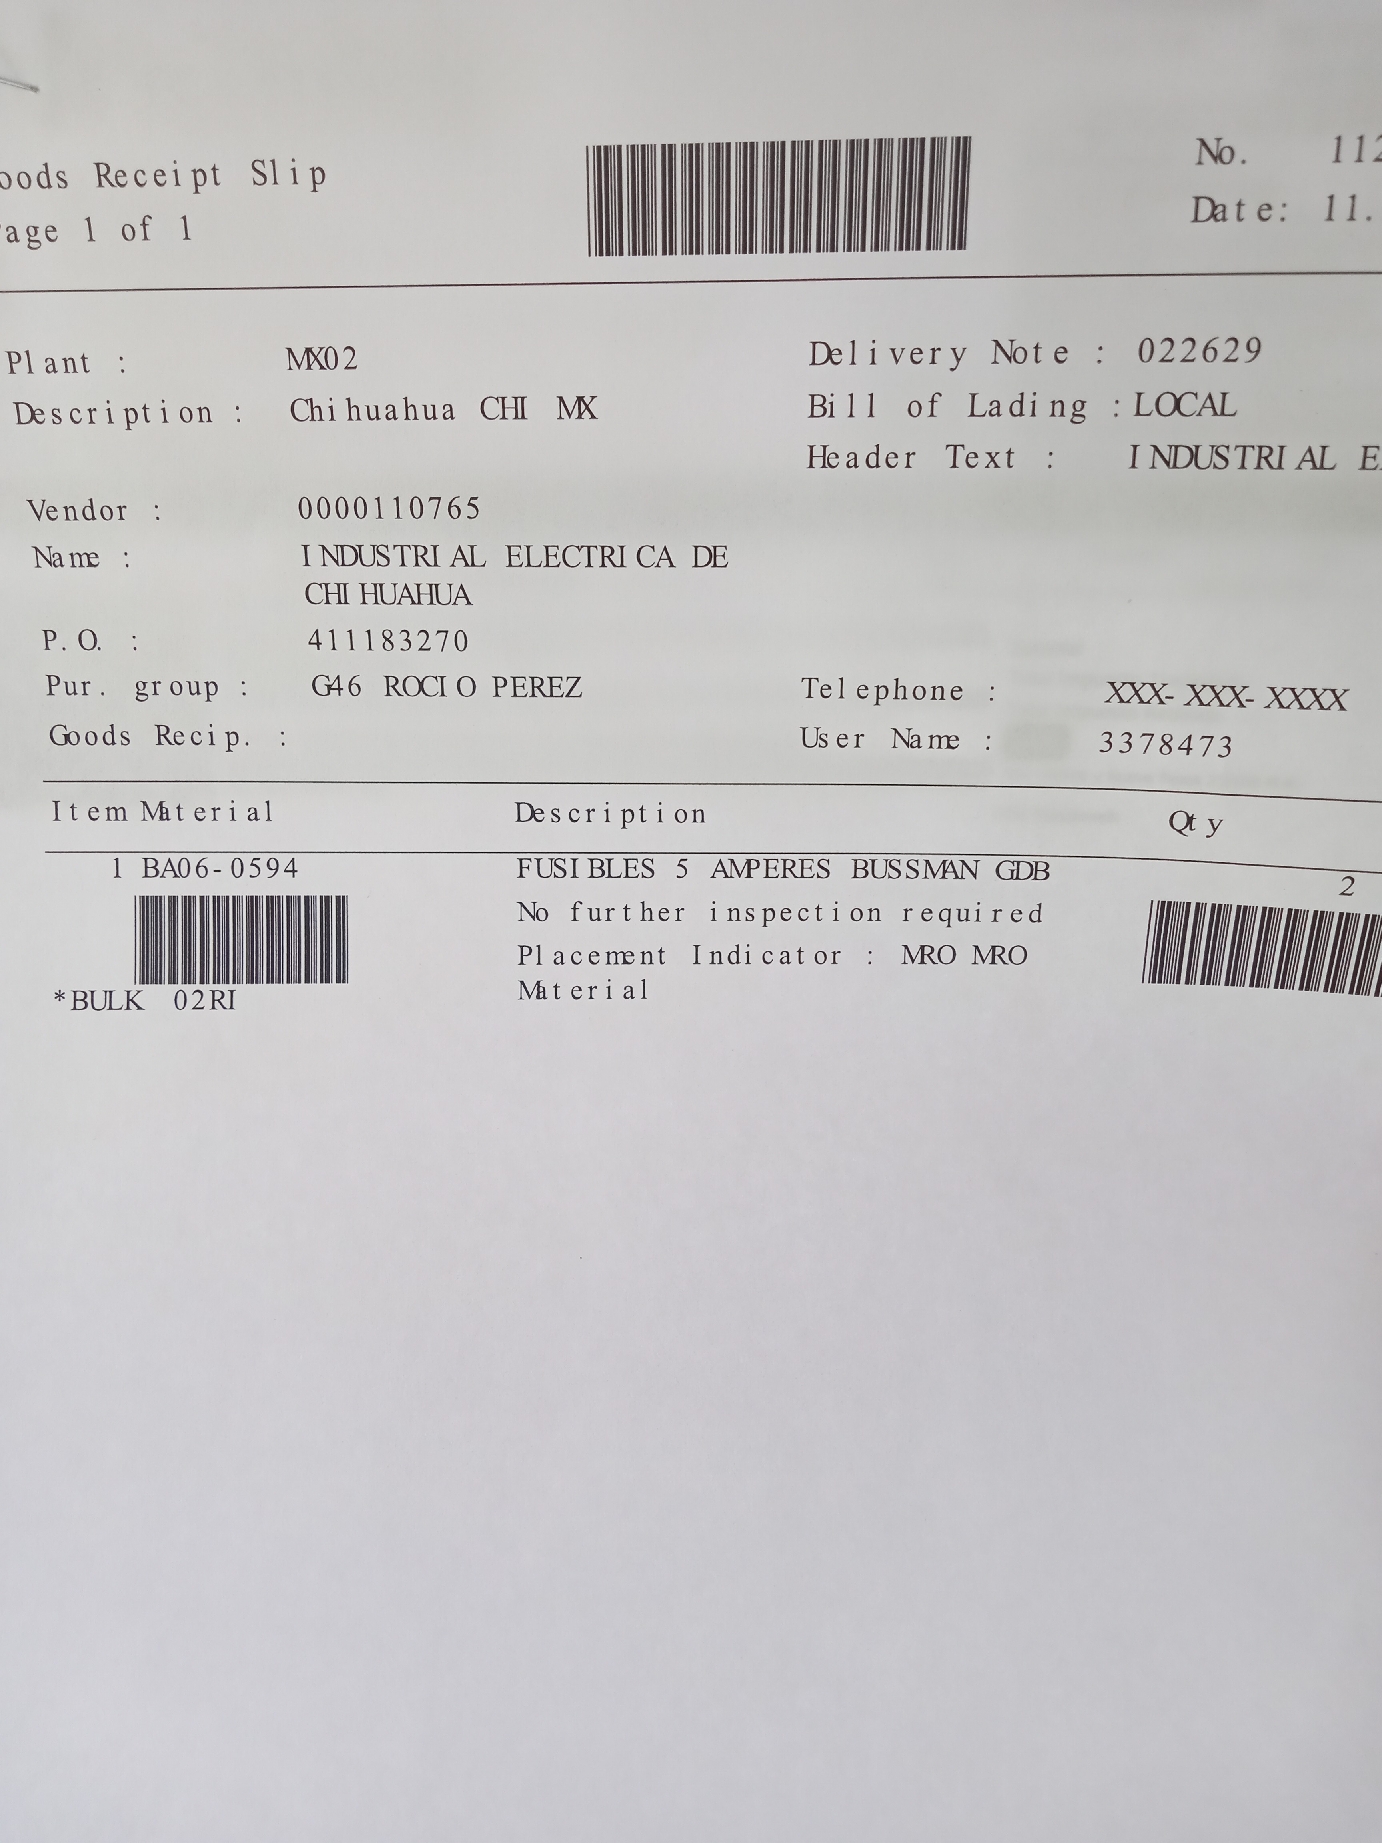 oods Receipt Slip
age 1 of 1
No. 112
Date: 11.
Plant : MX02
Description : Chihuahua CHI MX
Delivery Note : 022629
Bill of Lading : LOCAL
Header Text : INDUSTRIAL E
Vendor : 0000110765
Name : INDUSTRIAL ELECTRICA DE
CHIHUAHUA
P.O. : 411183270
Pur. group : G46 ROCIO PEREZ
Goods Recip. :
Telephone : XXX-XXX-XXXX
User Name : 3378473
Item Material Description Qty
1 BA06-0594 FUSIBLES 5 AMPERES BUSSMAN GDB 2
No further inspection required
Placement Indicator : MRO MRO
Material
*BULK 02RI